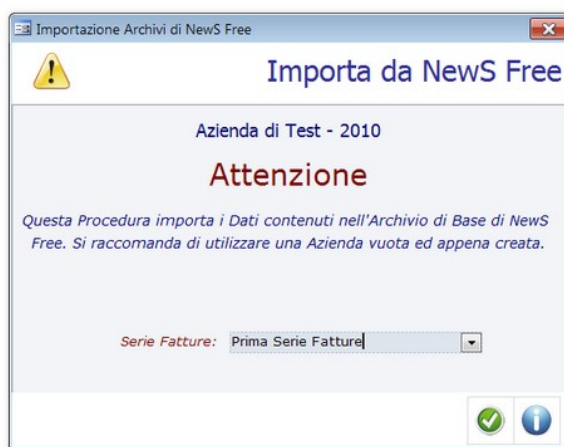 Importazione Archivi di NewS Free
Importa da NewS Free
Azienda di Test - 2010
Attenzione
Questa Procedura importa i Dati contenuti nell'Archivio di Base di NewS
Free. Si raccomanda di utilizzare una Azienda vuota ed appena creata.
Serie Fatture: Prima Serie Fatture